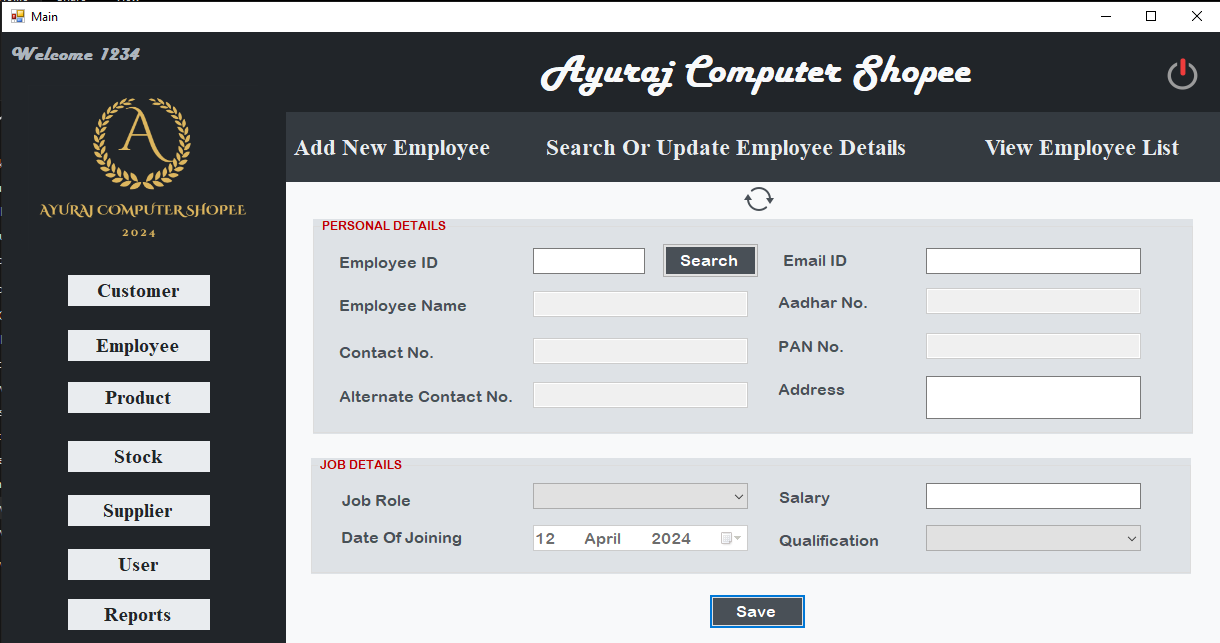 Main
Welcome 1234
Ayuraj Computer Shopee
A
AYURAJ COMPUTER SHOPEE
2024
Customer
Employee
Product
Stock
Supplier
User
Reports
Add New Employee Search Or Update Employee Details View Employee List
PERSONAL DETAILS
Employee ID Search Email ID
Employee Name Aadhar No.
Contact No. PAN No.
Alternate Contact No. Address
JOB DETAILS
Job Role Salary
Date Of Joining 12 April 2024 Qualification
Save